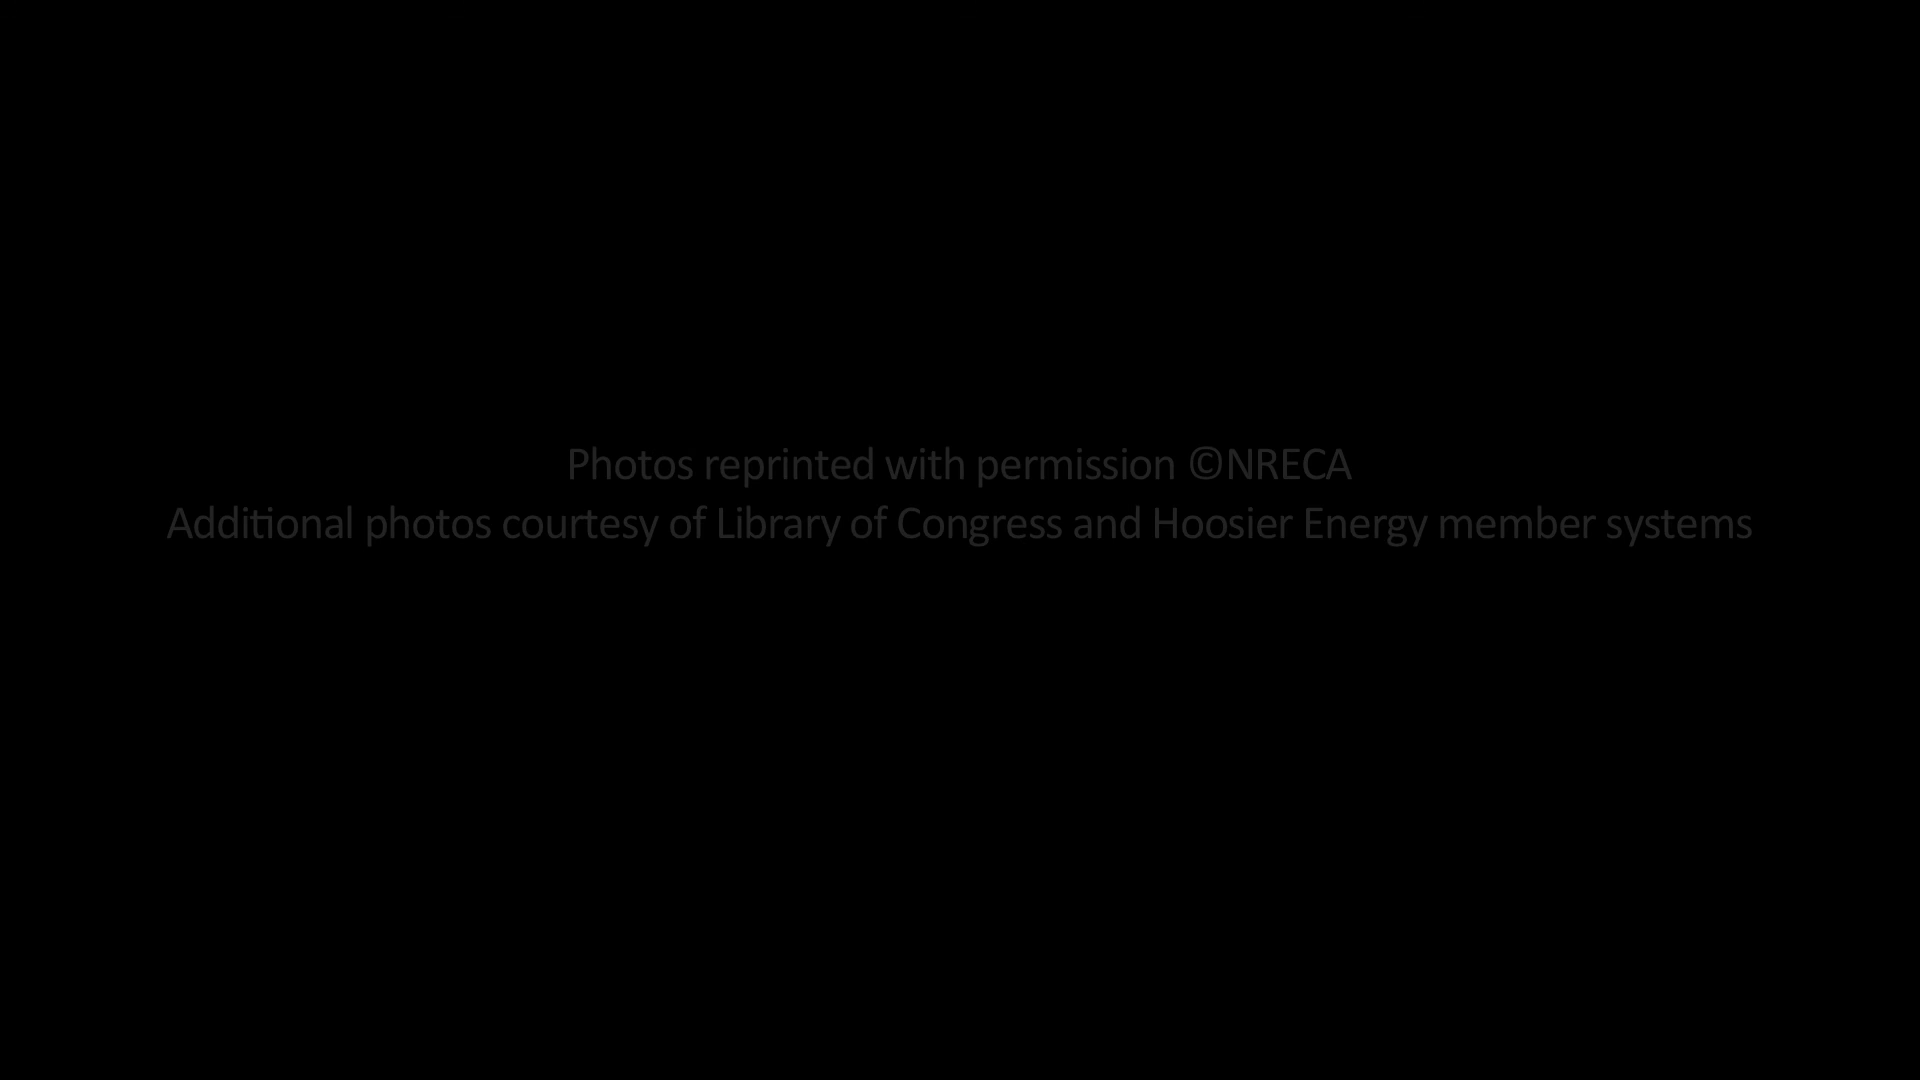 Photos reprinted with permission ©NRECA
Additional photos courtesy of Library of Congress and Hoosier Energy member systems